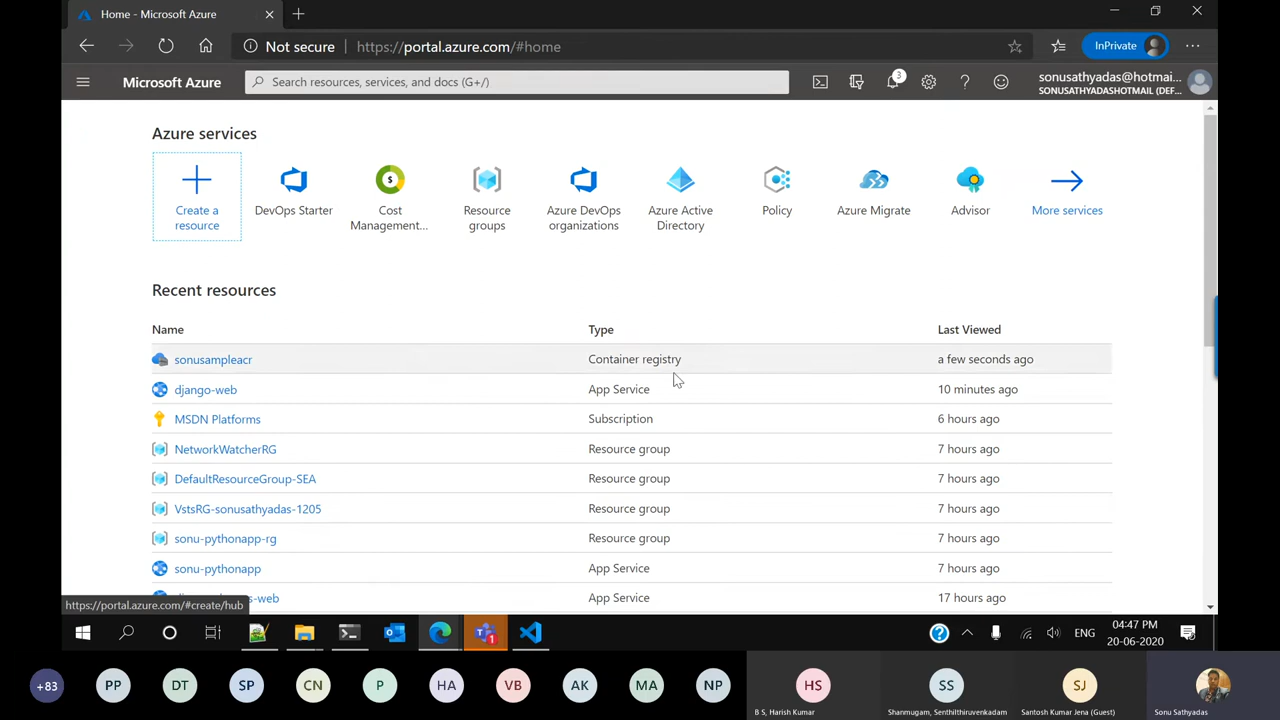 Home - Microsoft Azure
Not secure
https://portal.azure.com/#home
InPrivate
Microsoft Azure
Search resources, services, and docs (G+/)
3
sonusathyadas@hotmai...
SONUSATHYADASHOTMAIL (DEF...
Azure services
Create a resource
DevOps Starter
Cost Management...
Resource groups
Azure DevOps organizations
Azure Active Directory
Policy
Azure Migrate
Advisor
More services
Recent resources
Name Type Last Viewed
sonusampleacr Container registry a few seconds ago
django-web App Service 10 minutes ago
MSDN Platforms Subscription 6 hours ago
NetworkWatcherRG Resource group 7 hours ago
DefaultResourceGroup-SEA Resource group 7 hours ago
VstsRG-sonusathyadas-1205 Resource group 7 hours ago
sonu-pythonapp-rg Resource group 7 hours ago
sonu-pythonapp App Service 7 hours ago
-web App Service 17 hours ago
https://portal.azure.com/#create/hub
1
ENG
04:47 PM
20-06-2020
+83
PP
DT
SP
CN
P
HA
VB
AK
MA
NP
HS
B S, Harish Kumar
SS
Shanmugam, Senthilthiruvenkadam
SJ
Santosh Kumar Jena (Guest)
Sonu Sathyadas